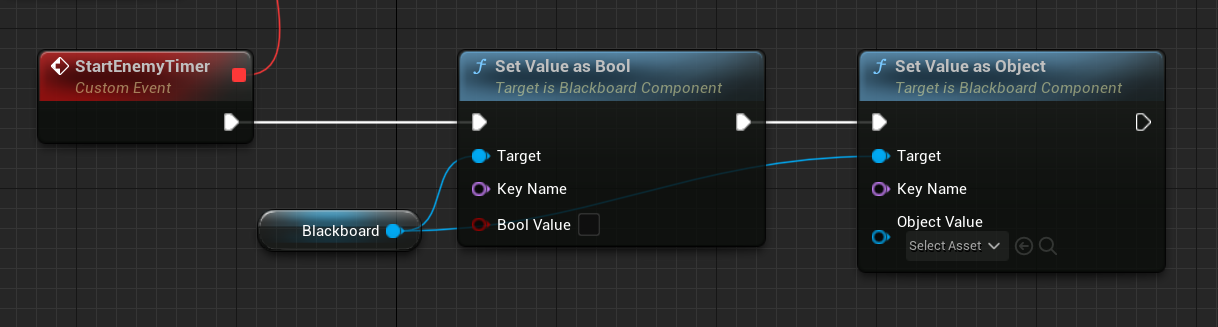 StartEnemyTimer
Custom Event
Set Value as Bool
Target is Blackboard Component
Target
Key Name
Bool Value
Blackboard
Set Value as Object
Target is Blackboard Component
Target
Key Name
Object Value
Select Asset